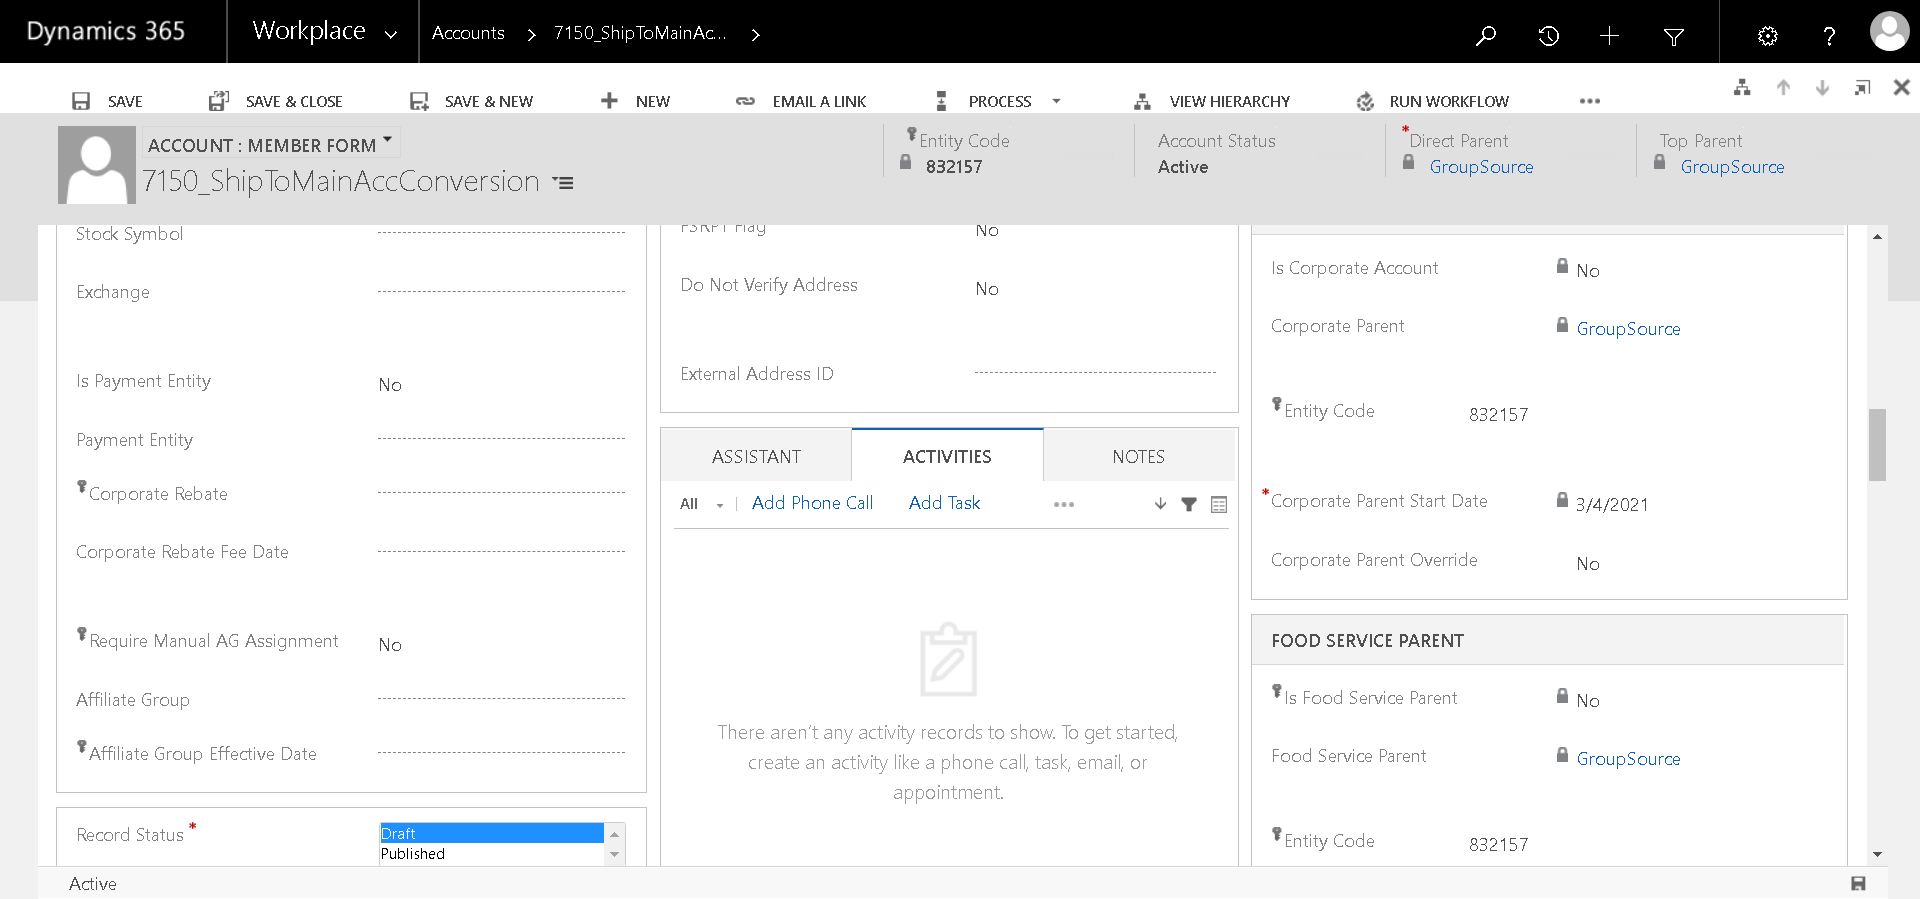 Dynamics 365
Workplace
Accounts
7150_ShipToMainAc...
SAVE
SAVE & CLOSE
SAVE & NEW
NEW
EMAIL A LINK
PROCESS
VIEW HIERARCHY
RUN WORKFLOW
ACCOUNT : MEMBER FORM
7150_ShipToMainAccConversion
Entity Code
832157
Account Status
Active
*Direct Parent
GroupSource
Top Parent
GroupSource
Stock Symbol
Exchange
Is Payment Entity No
Payment Entity
Corporate Rebate
Corporate Rebate Fee Date
Require Manual AG Assignment No
Affiliate Group
Affiliate Group Effective Date
Record Status *
Draft
Published
FSRPT Flag No
Do Not Verify Address No
External Address ID
ASSISTANT
ACTIVITIES
NOTES
All
Add Phone Call
Add Task
There aren't any activity records to show. To get started,
create an activity like a phone call, task, email, or
appointment.
Is Corporate Account No
Corporate Parent GroupSource
Entity Code 832157
*Corporate Parent Start Date 3/4/2021
Corporate Parent Override No
FOOD SERVICE PARENT
Is Food Service Parent No
Food Service Parent GroupSource
Entity Code 832157
Active